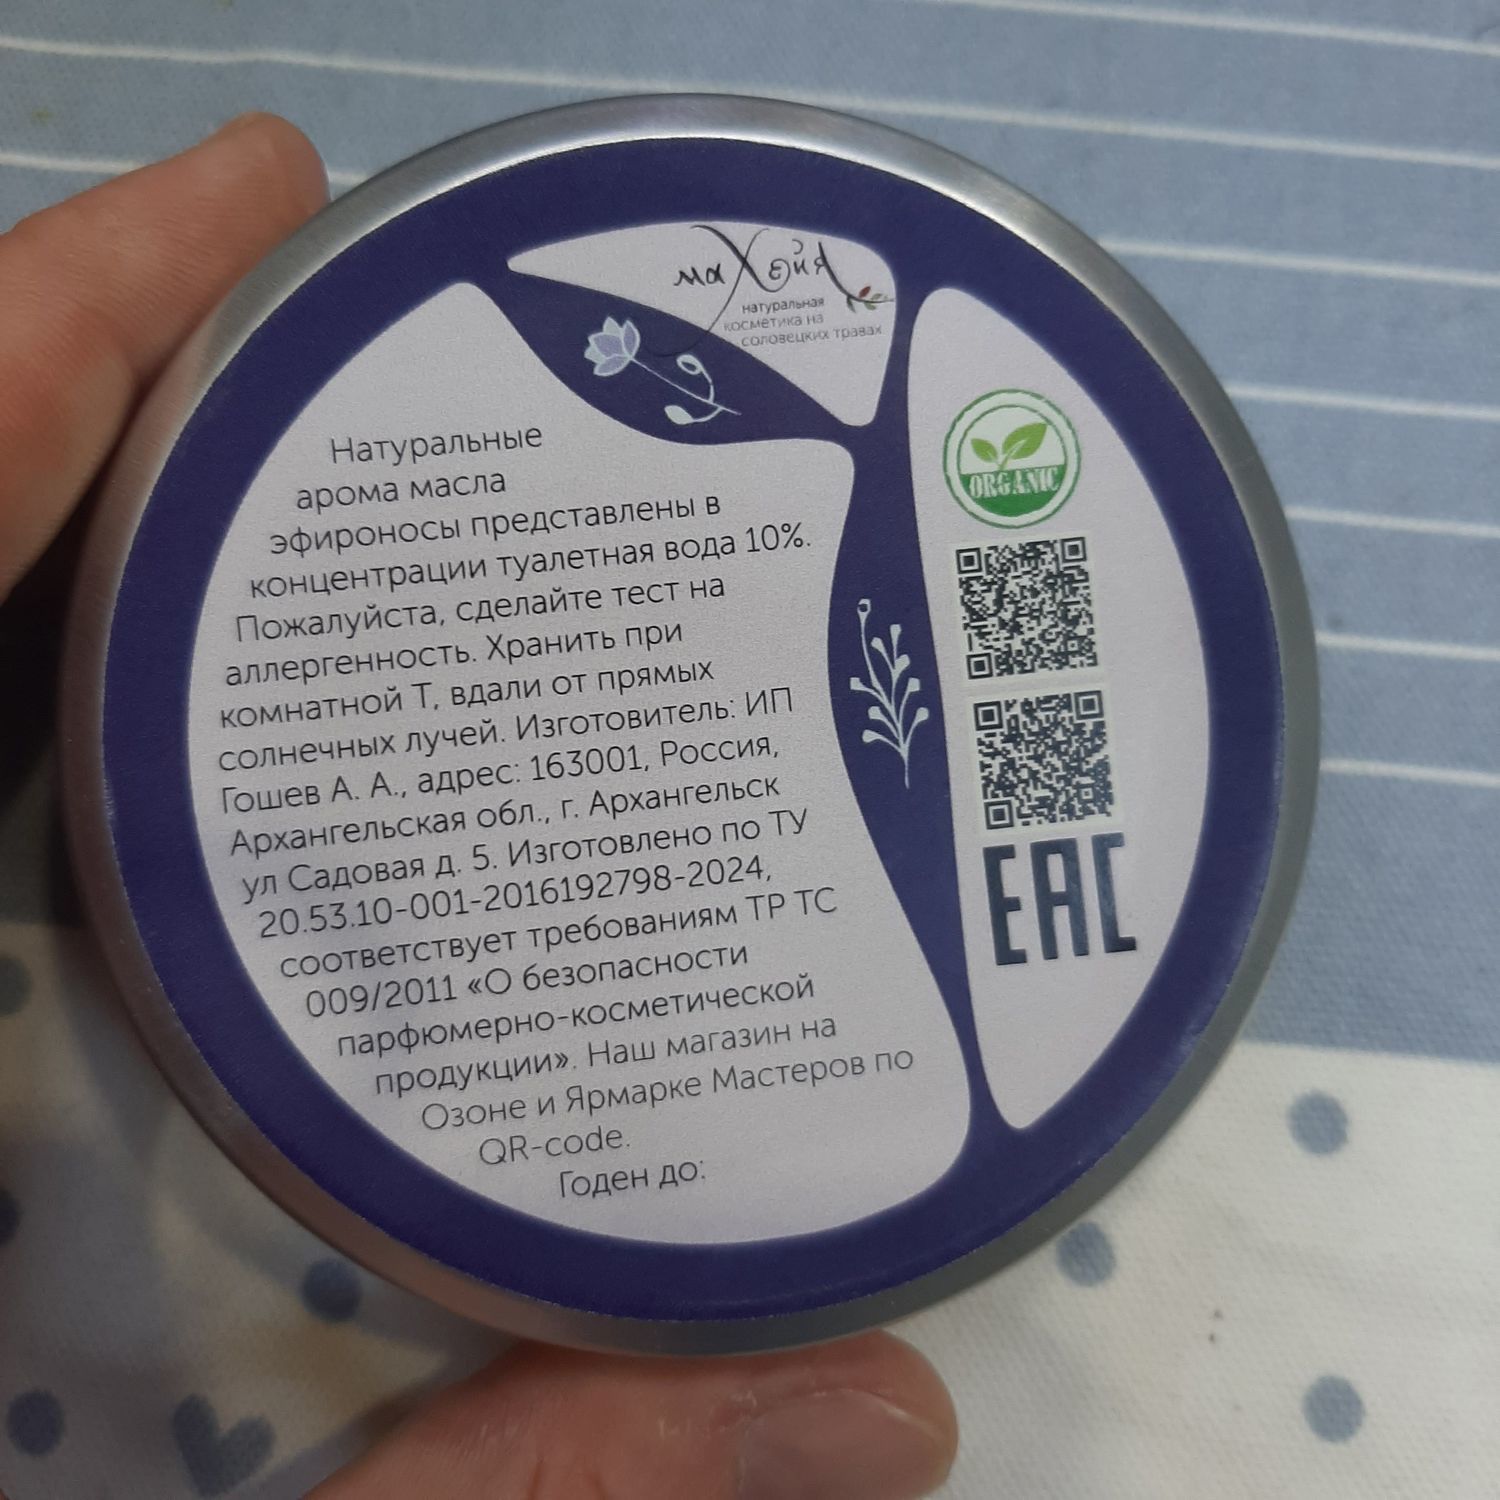 махэйя
натуральная
косметика на
соловецких травах
Натуральные
арома масла
эфироносы представлены в
концентрации туалетная вода 10%.
Пожалуйста, сделайте тест на
аллергенность. Хранить при
комнатной Т, вдали от прямых
солнечных лучей. Изготовитель: ИП
Гошев А. А., адрес: 163001, Россия,
Архангельская обл., г. Архангельск
ул Садовая д. 5. Изготовлено по ТУ
20.53.10-001-2016192798-2024,
соответствует требованиям ТР ТС
009/2011 «О безопасности
парфюмерно-косметической
продукции». Наш магазин на
Озоне и Ярмарке Мастеров по
QR-code.
Годен до:
ORGANIC
EAC